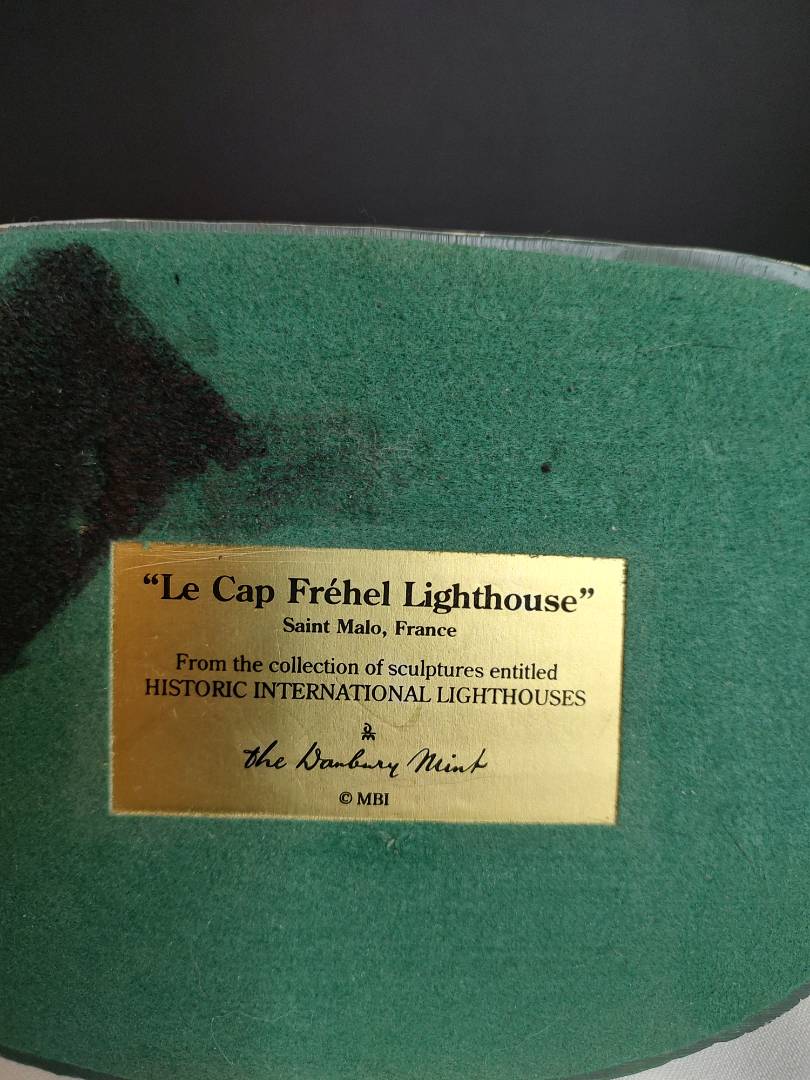 “Le Cap Fréhel Lighthouse”
Saint Malo, France
From the collection of sculptures entitled
HISTORIC INTERNATIONAL LIGHTHOUSES
the Danbury Mint
© MBI